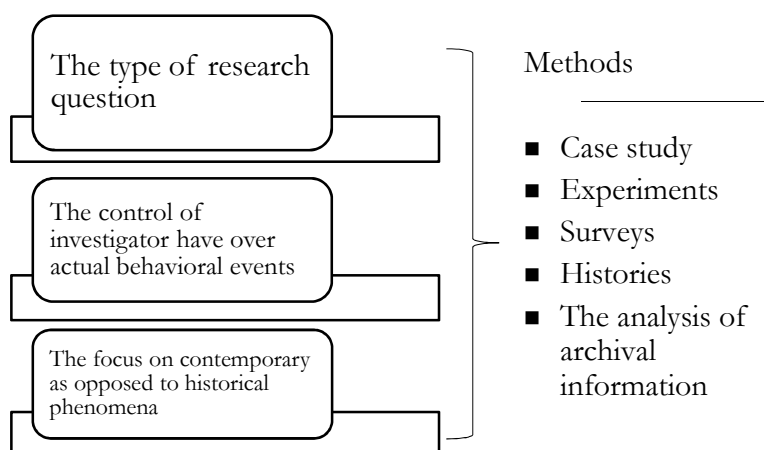 The type of research
question
The control of
investigator have over
actual behavioral events
The focus on contemporary
as opposed to historical
phenomena
Methods
■ Case study
■ Experiments
■ Surveys
■ Histories
■ The analysis of
archival
information